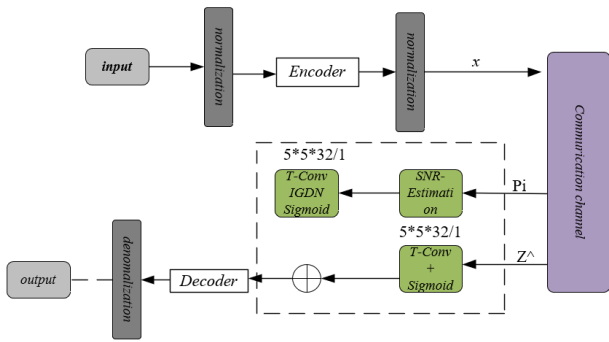 input
normalization
Encoder
normalization
x
Communication channel
5*5*32/1
T-Conv
IGDN
Sigmoid
SNR-
Estimati
on
Pi
5*5*32/1
T-Conv
+
Sigmoid
Z^
Decoder
denomalization
output